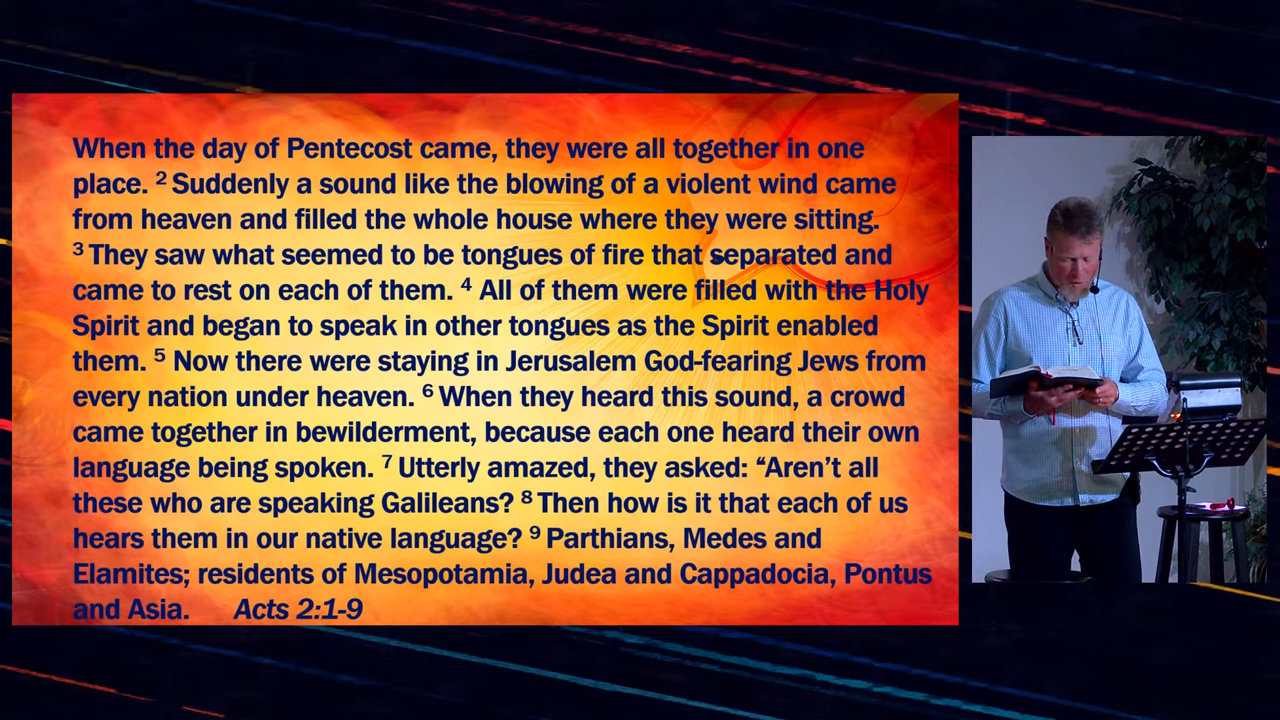 When the day of Pentecost came, they were all together in one
place. ² Suddenly a sound like the blowing of a violent wind came
from heaven and filled the whole house where they were sitting.
³ They saw what seemed to be tongues of fire that separated and
came to rest on each of them. ⁴ All of them were filled with the Holy
Spirit and began to speak in other tongues as the Spirit enabled
them. ⁵ Now there were staying in Jerusalem God-fearing Jews from
every nation under heaven. ⁶ When they heard this sound, a crowd
came together in bewilderment, because each one heard their own
language being spoken. ⁷ Utterly amazed, they asked: “Aren’t all
these who are speaking Galileans? ⁸ Then how is it that each of us
hears them in our native language? ⁹ Parthians, Medes and
Elamites; residents of Mesopotamia, Judea and Cappadocia, Pontus
and Asia. Acts 2:1-9